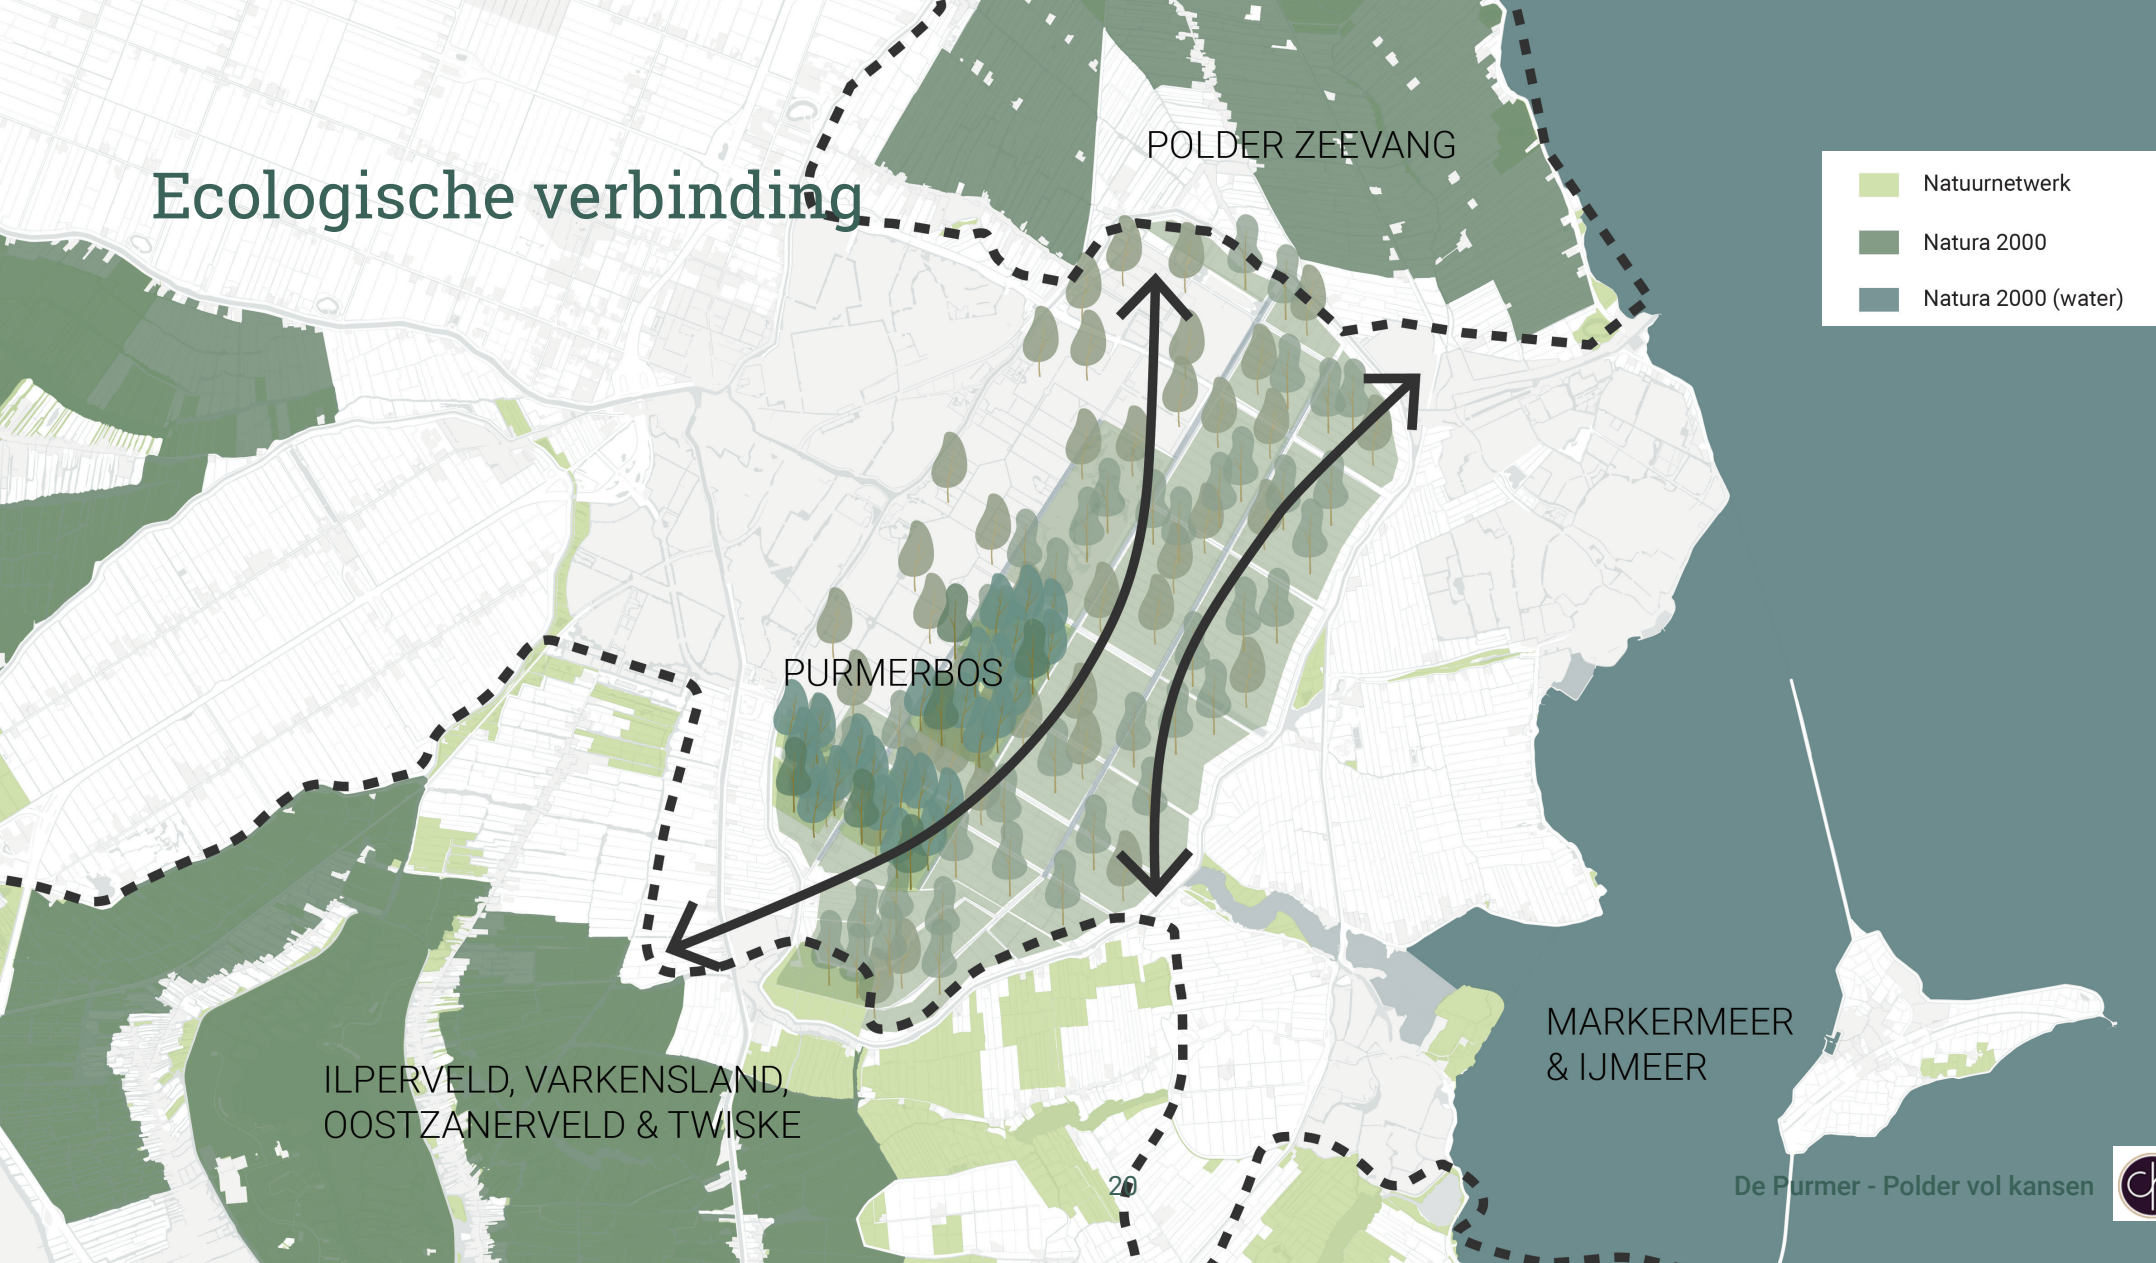 POLDER ZEEVANG
Ecologische verbinding
Natuurnetwerk
Natura 2000
Natura 2000 (water)
PURMERBOS
MARKERMEER
& IJMEER
ILPERVELD, VARKENSLAND,
OOSTZANERVELD & TWISKE
20
De Purmer - Polder vol kansen